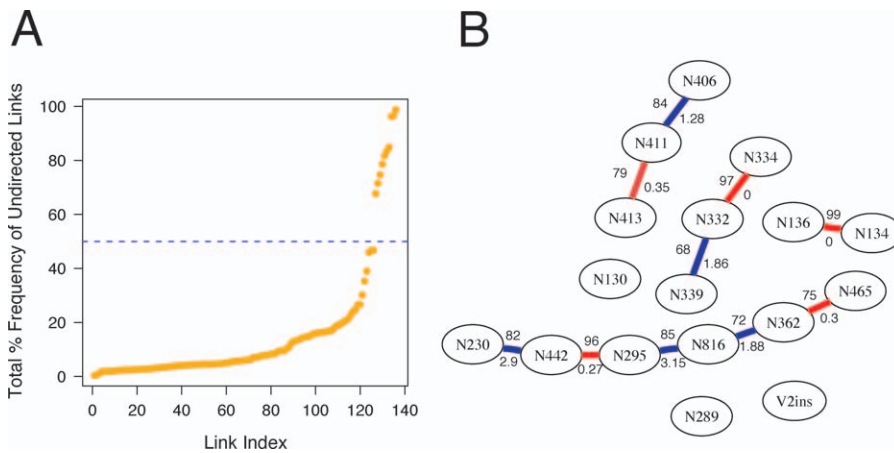 A
Total % Frequency of Undirected Links
100
80
60
40
20
0
0 20 40 60 80 100 120 140
Link Index
B
N406
84
1.28
N411
79
0.35
N413
N334
97
0
N332
68
1.86
N339
N136
99
0
N134
N130
N465
75
0.3
N362
72
1.88
N816
85
3.15
N295
96
0.27
N442
82
2.9
N230
N289
V2ins